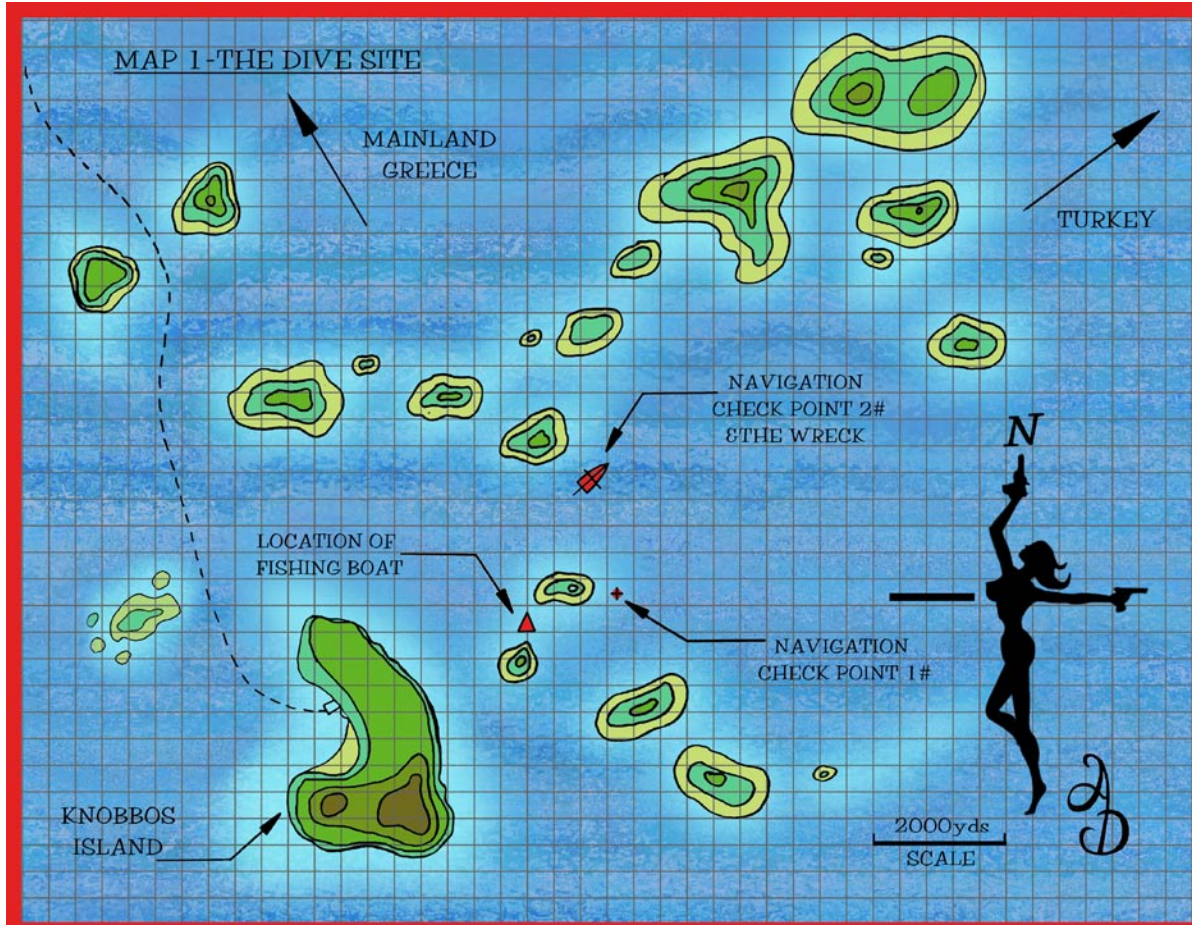 MAP 1-THE DIVE SITE
MAINLAND
GREECE
TURKEY
NAVIGATION
CHECK POINT 2#
&THE WRECK
N
LOCATION OF
FISHING BOAT
NAVIGATION
CHECK POINT 1#
KNOBBOS
ISLAND
2000yds
SCALE
AD